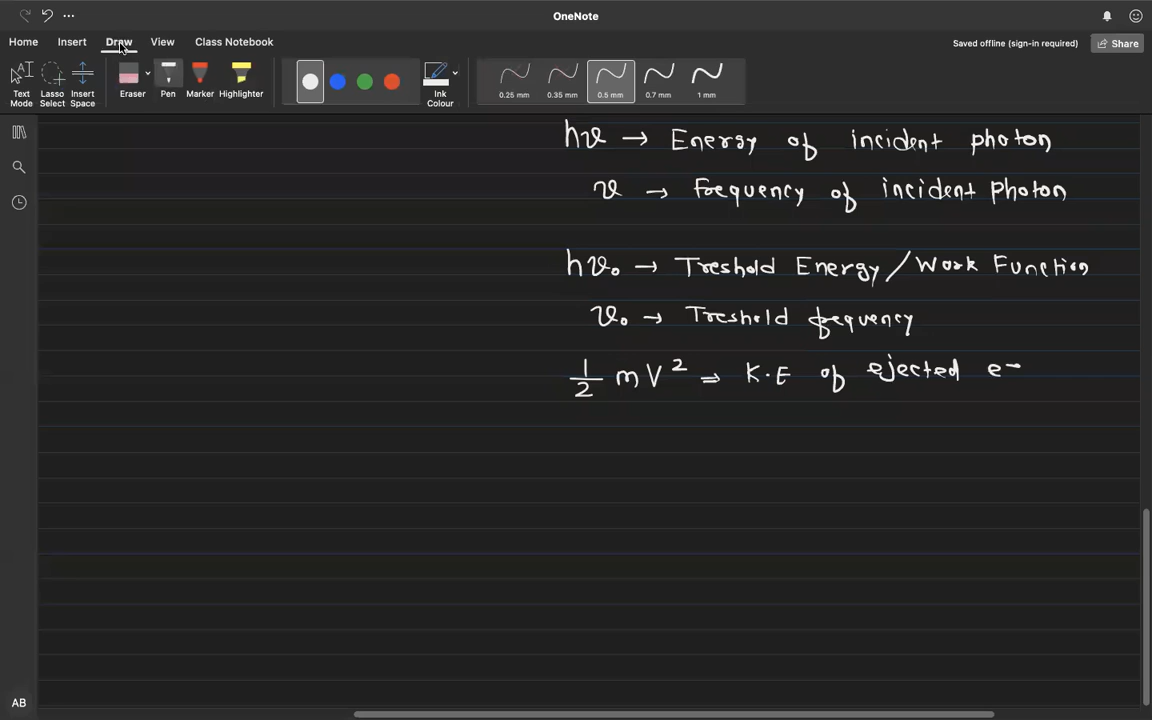 OneNote
Home Insert Draw View Class Notebook
Saved offline (sign-in required) Share
Text Mode
Lasso Select
Insert Space
Eraser
Pen
Marker
Highlighter
Ink Colour
0.25 mm 0.35 mm 0.5 mm 0.7 mm 1 mm
hν → Energy of incident photon
ν → frequency of incident photon
hν₀ → Treshold Energy/Work Function
ν₀ → Treshold fequency
1/2 mV² ⇒ K.E of ejected e-
AB